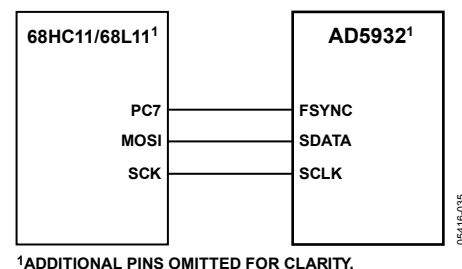 68HC11/68L11¹
AD5932¹
PC7
FSYNC
MOSI
SDATA
SCK
SCLK
05416-035
¹ADDITIONAL PINS OMITTED FOR CLARITY.